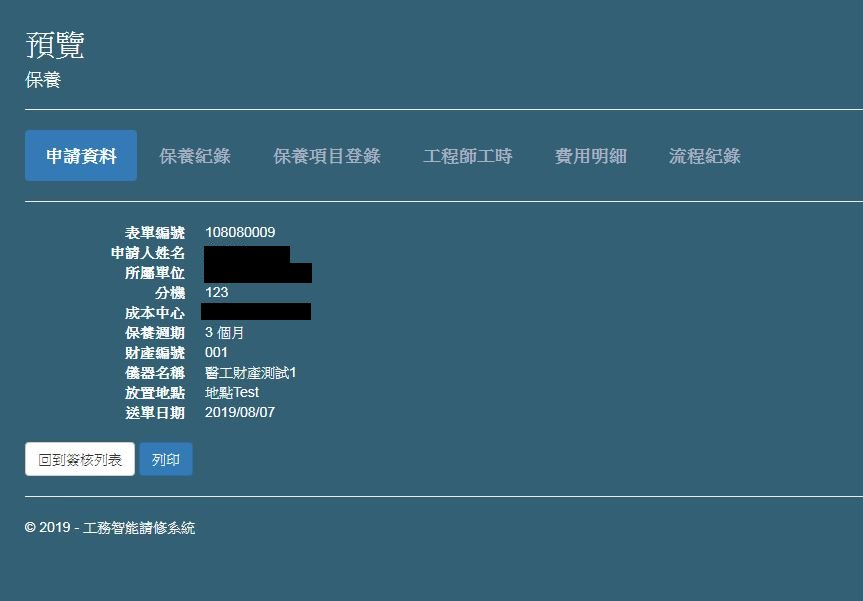 預覽
保養
申請資料 保養紀錄 保養項目登錄 工程師工時 費用明細 流程紀錄
表單編號 108080009
申請人姓名
所屬單位
分機 123
成本中心
保養週期 3 個月
財產編號 001
儀器名稱 醫工財產測試1
放置地點 地點Test
送單日期 2019/08/07
回到簽核列表 列印
© 2019 - 工務智能請修系統